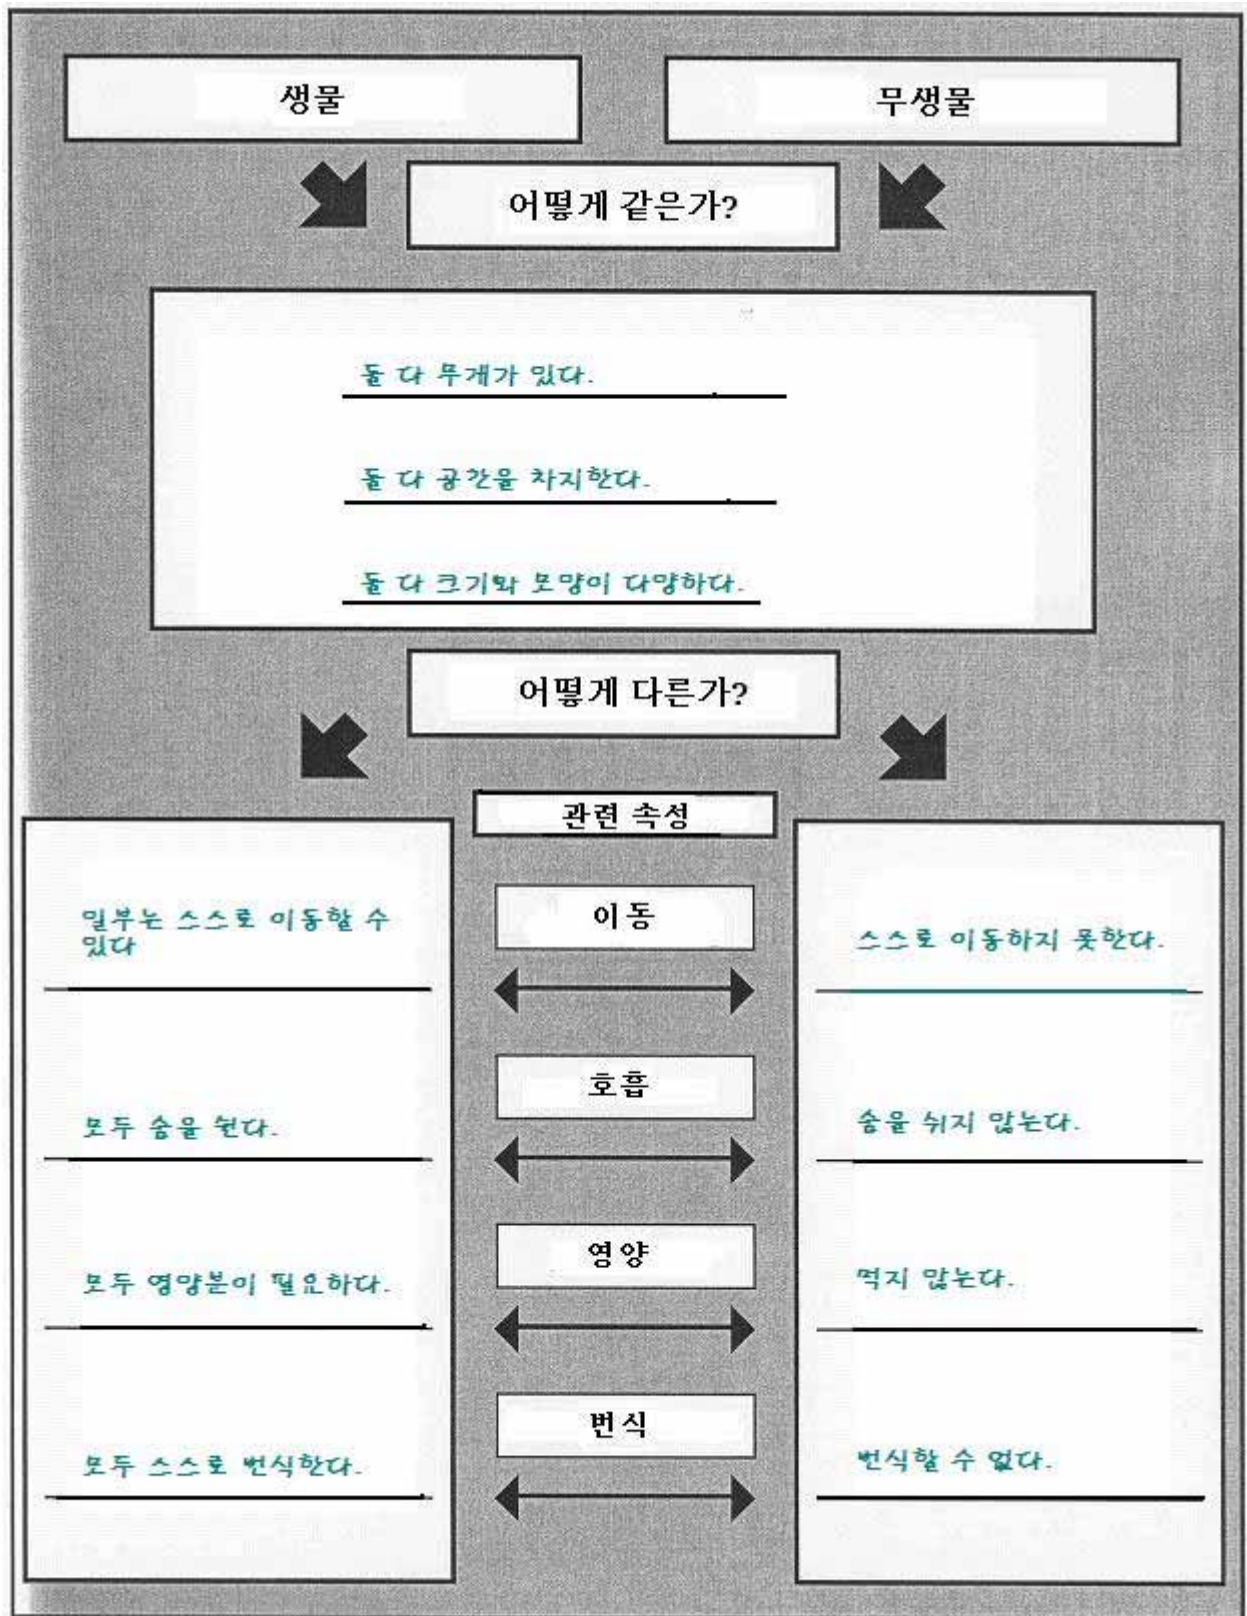 생물
무생물
어떻게 같은가?
둘 다 무게가 있다.
둘 다 공간을 차지한다.
둘 다 크기와 모양이 다양하다.
어떻게 다른가?
관련 속성
일부는 스스로 이동할 수
있다
이동
스스로 이동하지 못한다.
모두 숨을 쉰다.
호흡
숨을 쉬지 않는다.
모두 영양분이 필요하다.
영양
먹지 않는다.
모두 스스로 번식한다.
번식
번식할 수 없다.